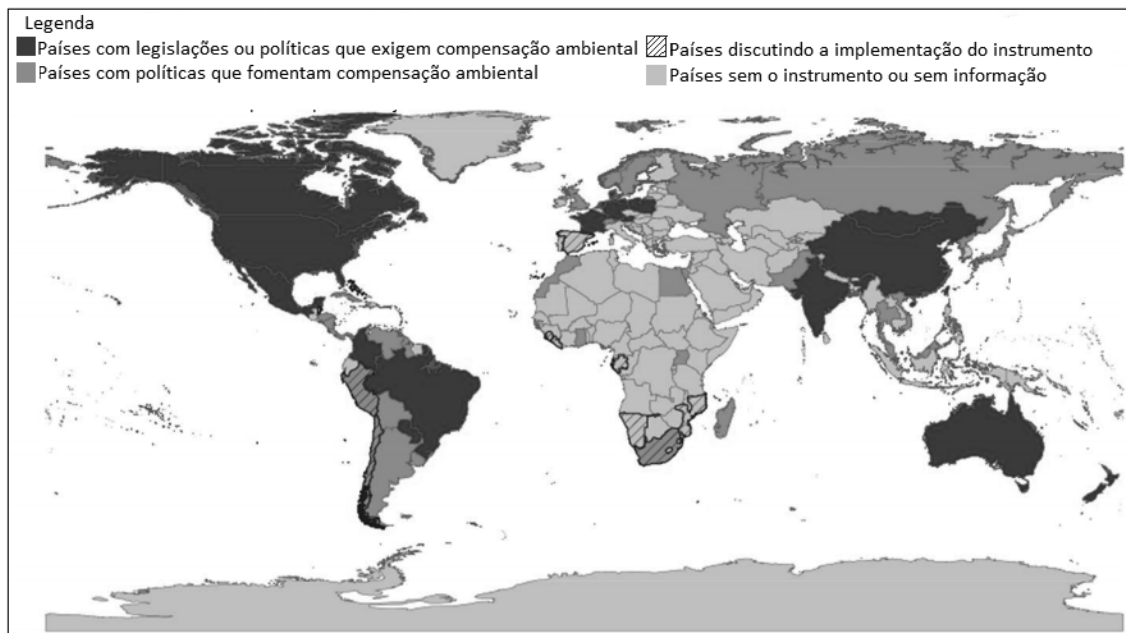 Legenda
Países com legislações ou políticas que exigem compensação ambiental
Países com políticas que fomentam compensação ambiental
Países discutindo a implementação do instrumento
Países sem o instrumento ou sem informação